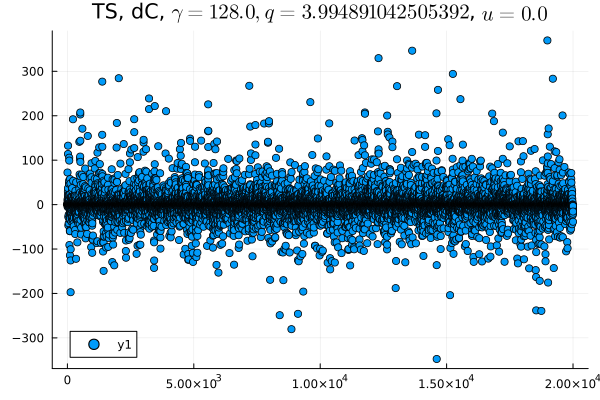 TS, dC, γ = 128.0, q = 3.994891042505392, u = 0.0
300
200
100
0
−100
−200
−300
y1
0 5.00×10³ 1.00×10⁴ 1.50×10⁴ 2.00×10⁴